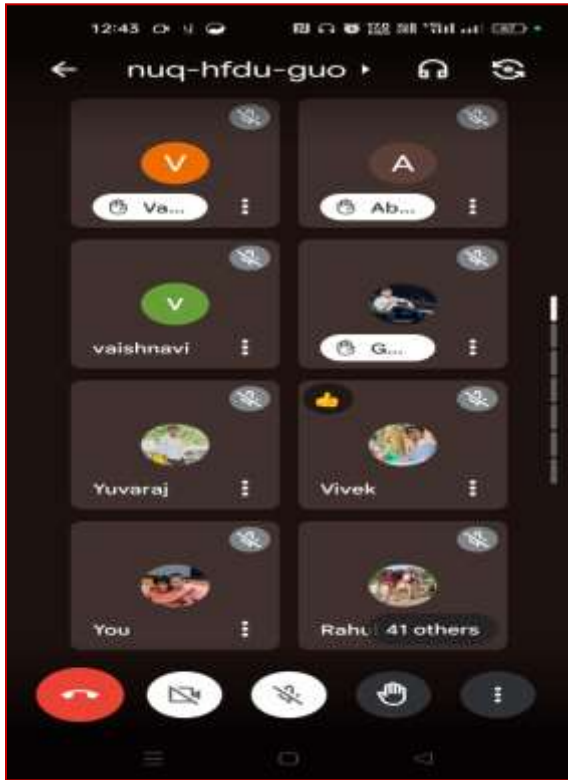 12:43
nuq-hfdu-guo
V
A
Va...
Ab...
V
vaishnavi
G...
Yuvaraj
Vivek
You
Rahu 41 others